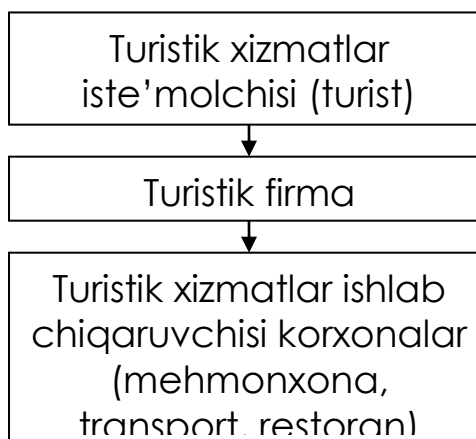 Turistik xizmatlar
iste’molchisi (turist)
Turistik firma
Turistik xizmatlar ishlab
chiqaruvchisi korxonalar
(mehmonxona,
transport, restoran)